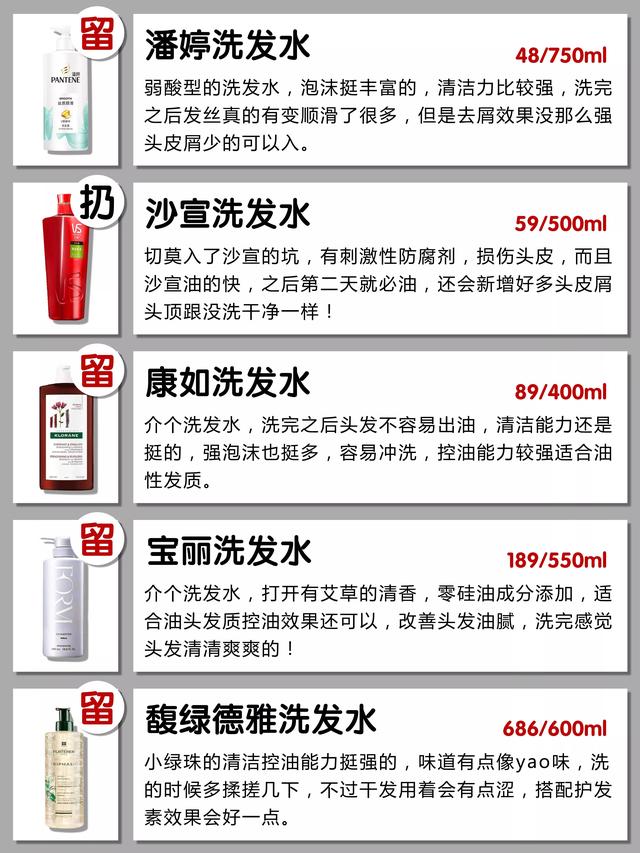 留
PANTENE
潘婷洗发水
48/750ml
弱酸型的洗发水，泡沫挺丰富的，清洁力比较强，洗完
之后发丝真的有变顺滑了很多，但是去屑效果没那么强
头皮屑少的可以入。
扔
VS
沙宣洗发水
59/500ml
切莫入了沙宣的坑，有刺激性防腐剂，损伤头皮，而且
沙宣油的快，之后第二天就必油，还会新增好多头皮屑
头顶跟没洗干净一样！
留
KLORANE
康如洗发水
89/400ml
介个洗发水，洗完之后头发不容易出油，清洁能力还是
挺的，强泡沫也挺多，容易冲洗，控油能力较强适合油
性发质。
留
FORM
宝丽洗发水
189/550ml
介个洗发水，打开有艾草的清香，零硅油成分添加，适
合油头发质控油效果还可以，改善头发油腻，洗完感觉
头发清清爽爽的！
留
馥绿德雅洗发水
686/600ml
小绿珠的清洁控油能力挺强的，味道有点像yao味，洗
的时候多揉搓几下，不过干发用着会有点涩，搭配护发
素效果会好一点。